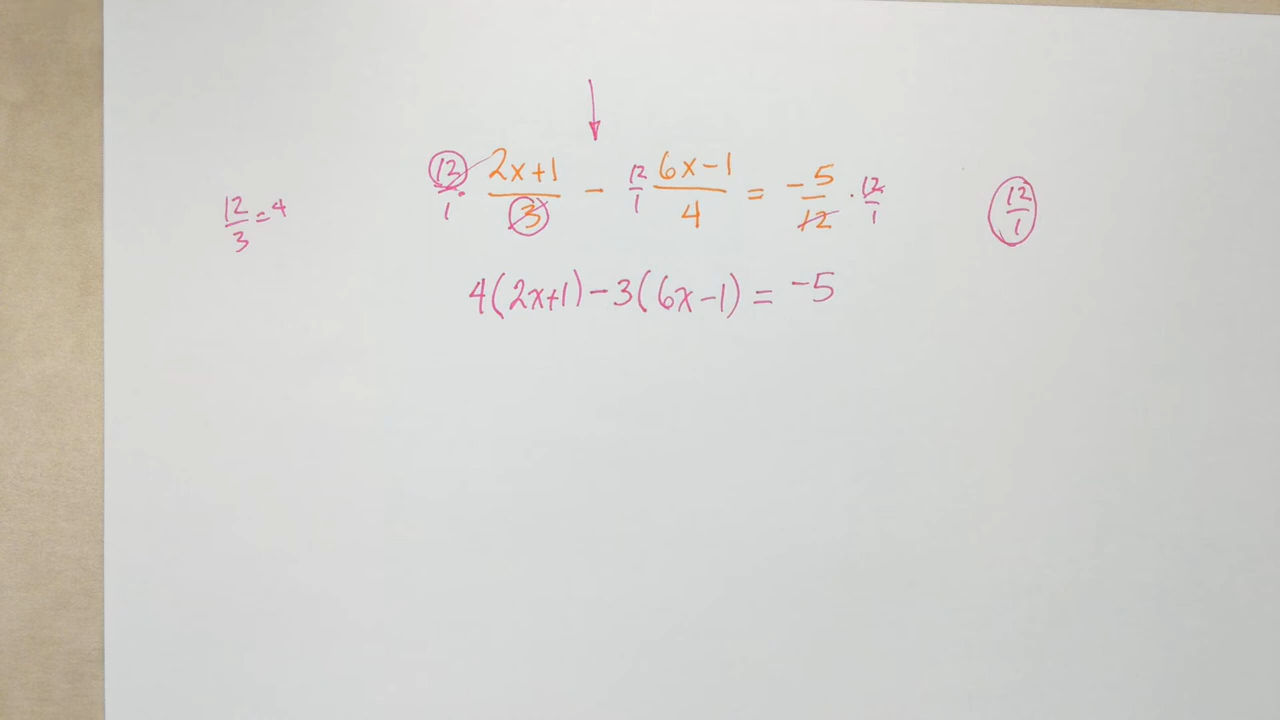 12/3 = 4
12/1 · (2x+1)/3 − 12/1 (6x−1)/4 = −5/12 · 12/1
12/1
4(2x+1) − 3(6x−1) = −5